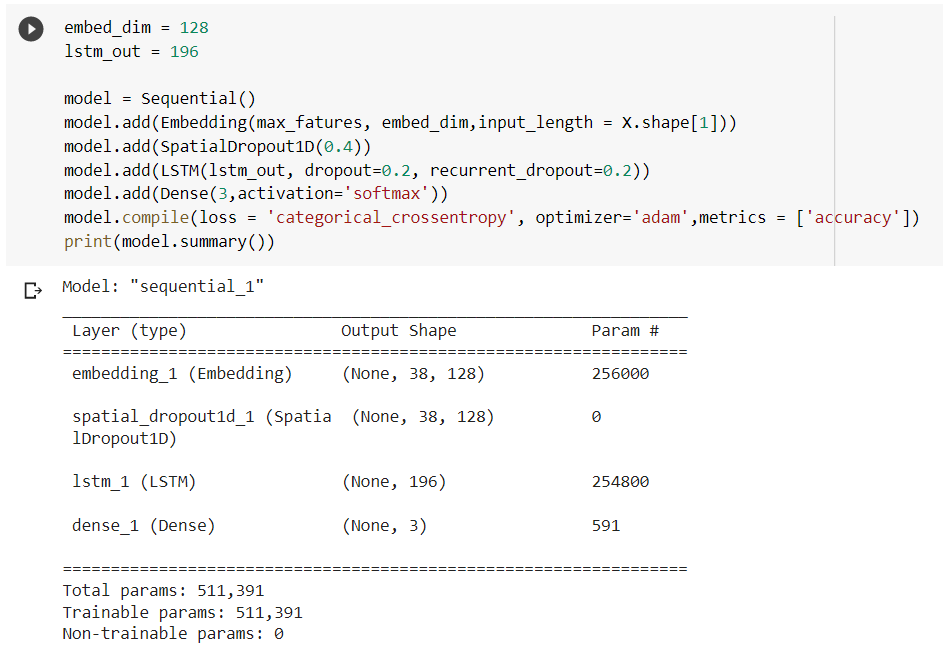 embed_dim = 128
lstm_out = 196
model = Sequential()
model.add(Embedding(max_fatures, embed_dim,input_length = X.shape[1]))
model.add(SpatialDropout1D(0.4))
model.add(LSTM(lstm_out, dropout=0.2, recurrent_dropout=0.2))
model.add(Dense(3,activation='softmax'))
model.compile(loss = 'categorical_crossentropy', optimizer='adam',metrics = ['accuracy'])
print(model.summary())
Model: "sequential_1"
_________________________________________________________________
Layer (type) Output Shape Param #
=================================================================
embedding_1 (Embedding) (None, 38, 128) 256000
spatial_dropout1d_1 (Spatia (None, 38, 128) 0
lDropout1D)
lstm_1 (LSTM) (None, 196) 254800
dense_1 (Dense) (None, 3) 591
=================================================================
Total params: 511,391
Trainable params: 511,391
Non-trainable params: 0